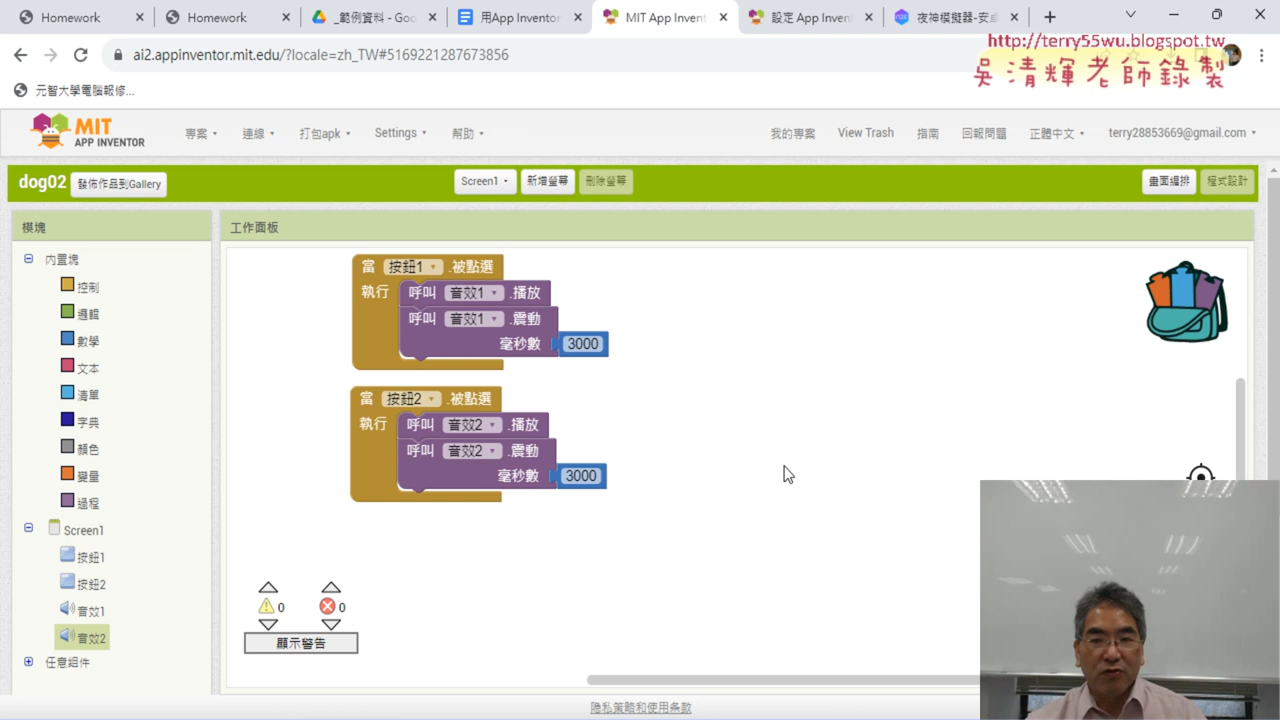 Homework
Homework
_範例資料 - Goo
用App Inventor
MIT App Invent
設定 App Inven
夜神模擬器-安卓
ai2.appinventor.mit.edu/?locale=zh_TW#5169221287673856
http://terry55wu.blogspot.tw
吳清輝老師錄製
元智大學電腦報修...
MIT
APP INVENTOR
專案
連線
打包apk
Settings
幫助
我的專案
View Trash
指南
回報問題
正體中文
terry28853669@gmail.com
dog02
發佈作品到Gallery
Screen1
新增螢幕
刪除螢幕
畫面編排
程式設計
模塊
工作面板
內置塊
控制
邏輯
數學
文本
清單
字典
顏色
變量
過程
Screen1
按鈕1
按鈕2
音效1
音效2
任意組件
當 按鈕1 .被點選
執行 呼叫 音效1 .播放
呼叫 音效1 .震動
毫秒數 3000
當 按鈕2 .被點選
執行 呼叫 音效2 .播放
呼叫 音效2 .震動
毫秒數 3000
0
0
顯示警告
隐私策略和使用条款